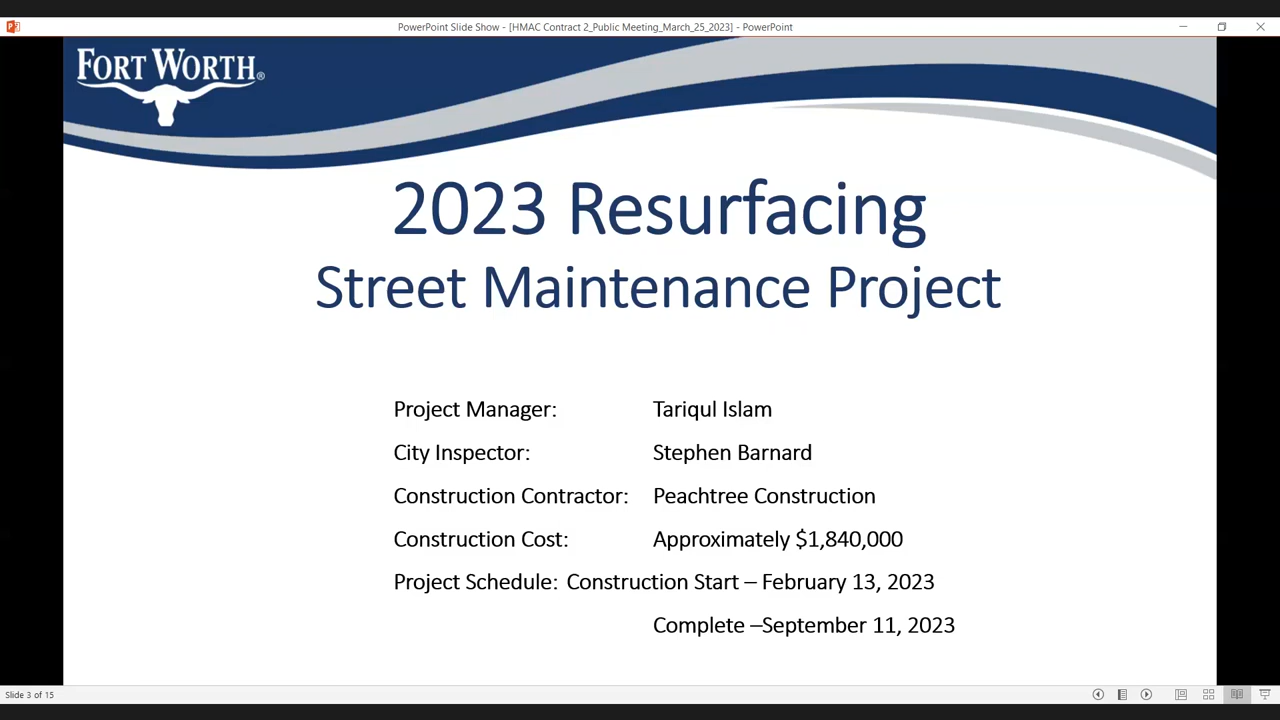 PowerPoint Slide Show - [HMAC Contract 2_Public Meeting_March_25_2023] - PowerPoint
FORT WORTH®
2023 Resurfacing
Street Maintenance Project
Project Manager: Tariqul Islam
City Inspector: Stephen Barnard
Construction Contractor: Peachtree Construction
Construction Cost: Approximately $1,840,000
Project Schedule: Construction Start – February 13, 2023
Complete –September 11, 2023
Slide 3 of 15